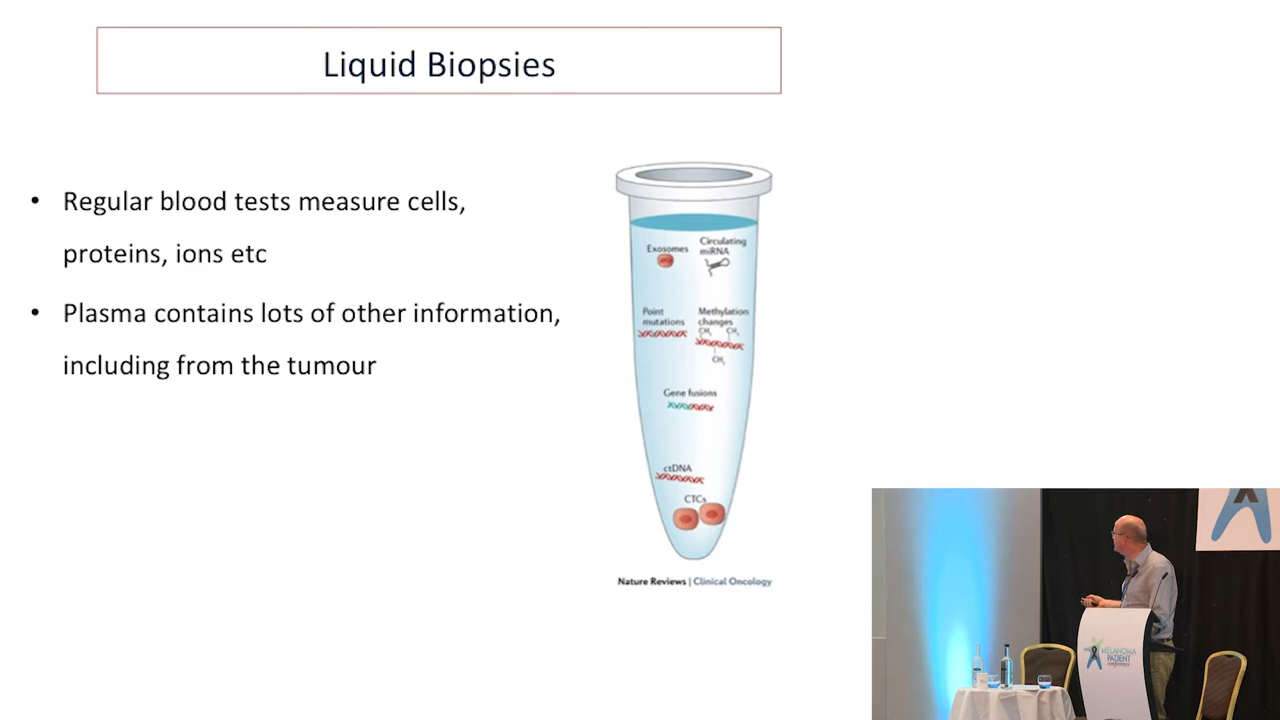 Liquid Biopsies
• Regular blood tests measure cells,
proteins, ions etc
• Plasma contains lots of other information,
including from the tumour
Exosomes
Circulating
miRNA
Point
mutations
Methylation
changes
CH₃ CH₃
CH₃
Gene fusions
ctDNA
CTCs
Nature Reviews | Clinical Oncology
MELANOMA
PATIENT
conference